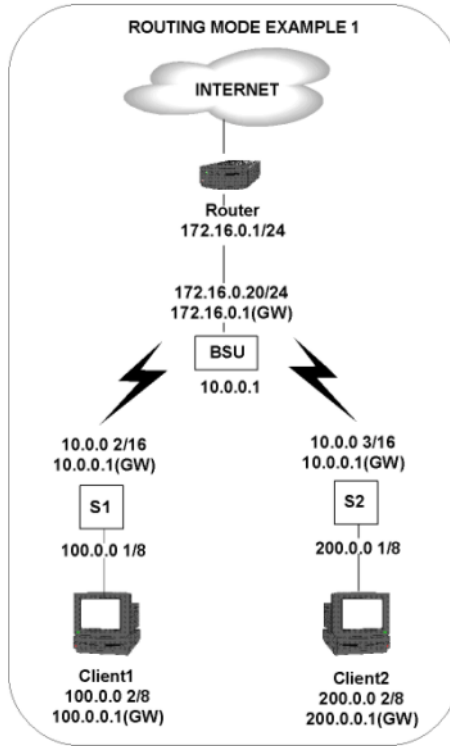 ROUTING MODE EXAMPLE 1
INTERNET
Router
172.16.0.1/24
172.16.0.20/24
172.16.0.1(GW)
BSU
10.0.0.1
10.0.0 2/16
10.0.0.1(GW)
S1
100.0.0 1/8
Client1
100.0.0 2/8
100.0.0.1(GW)
10.0.0 3/16
10.0.0.1(GW)
S2
200.0.0 1/8
Client2
200.0.0 2/8
200.0.0.1(GW)